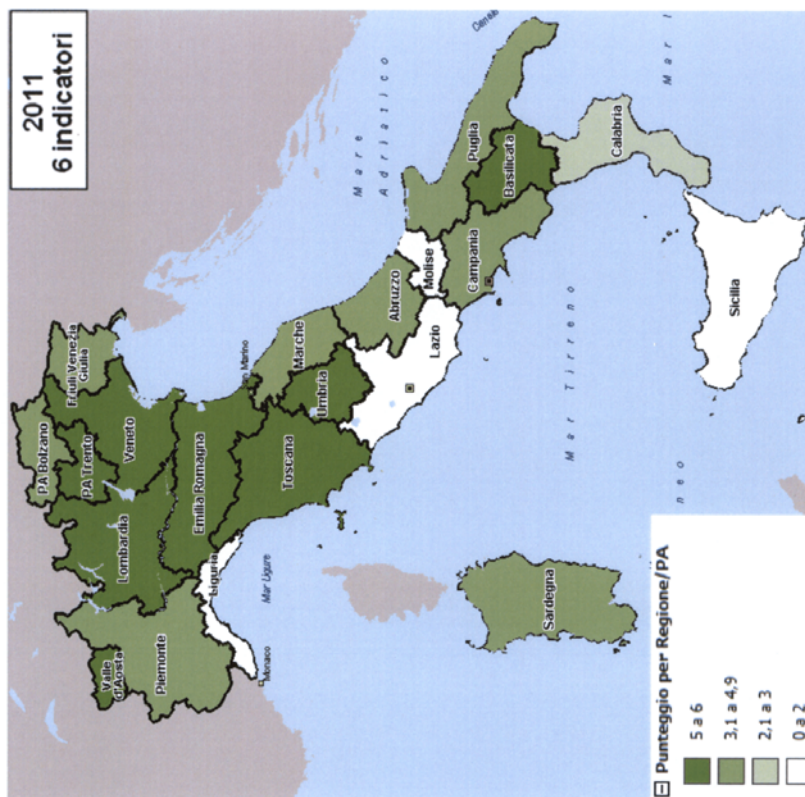 2011
6 indicatori
PA Bolzano
Friuli Venezia
Giulia
PA Trento
Veneto
Lombardia
Valle
d'Aosta
Piemonte
Emilia Romagna
Liguria
Monaco
Mar Ligure
Toscana
Marino
Marche
Umbria
Abruzzo
Lazio
Molise
Campania
Puglia
Basilicata
Calabria
Sicilia
Sardegna
Mare
Adriatico
Mar Tirreno
Mar
Punteggio per Regione/PA
5 a 6
3,1 a 4,9
2,1 a 3
0 a 2